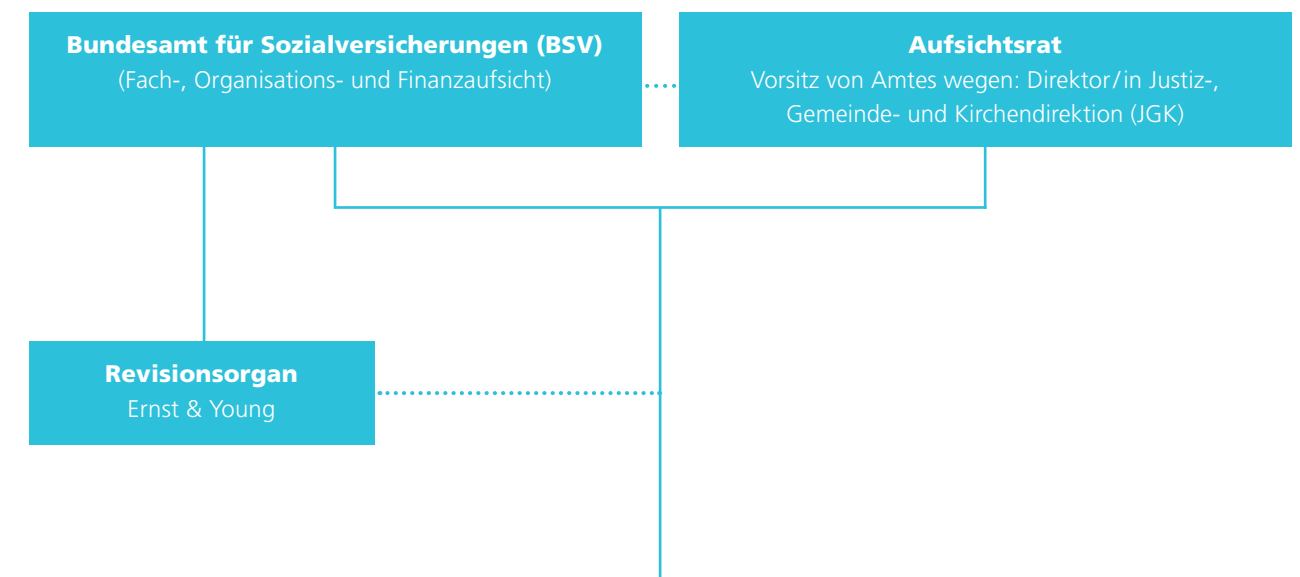 Bundesamt für Sozialversicherungen (BSV)
(Fach-, Organisations- und Finanzaufsicht)
Aufsichtsrat
Vorsitz von Amtes wegen: Direktor/in Justiz-,
Gemeinde- und Kirchendirektion (JGK)
Revisionsorgan
Ernst & Young